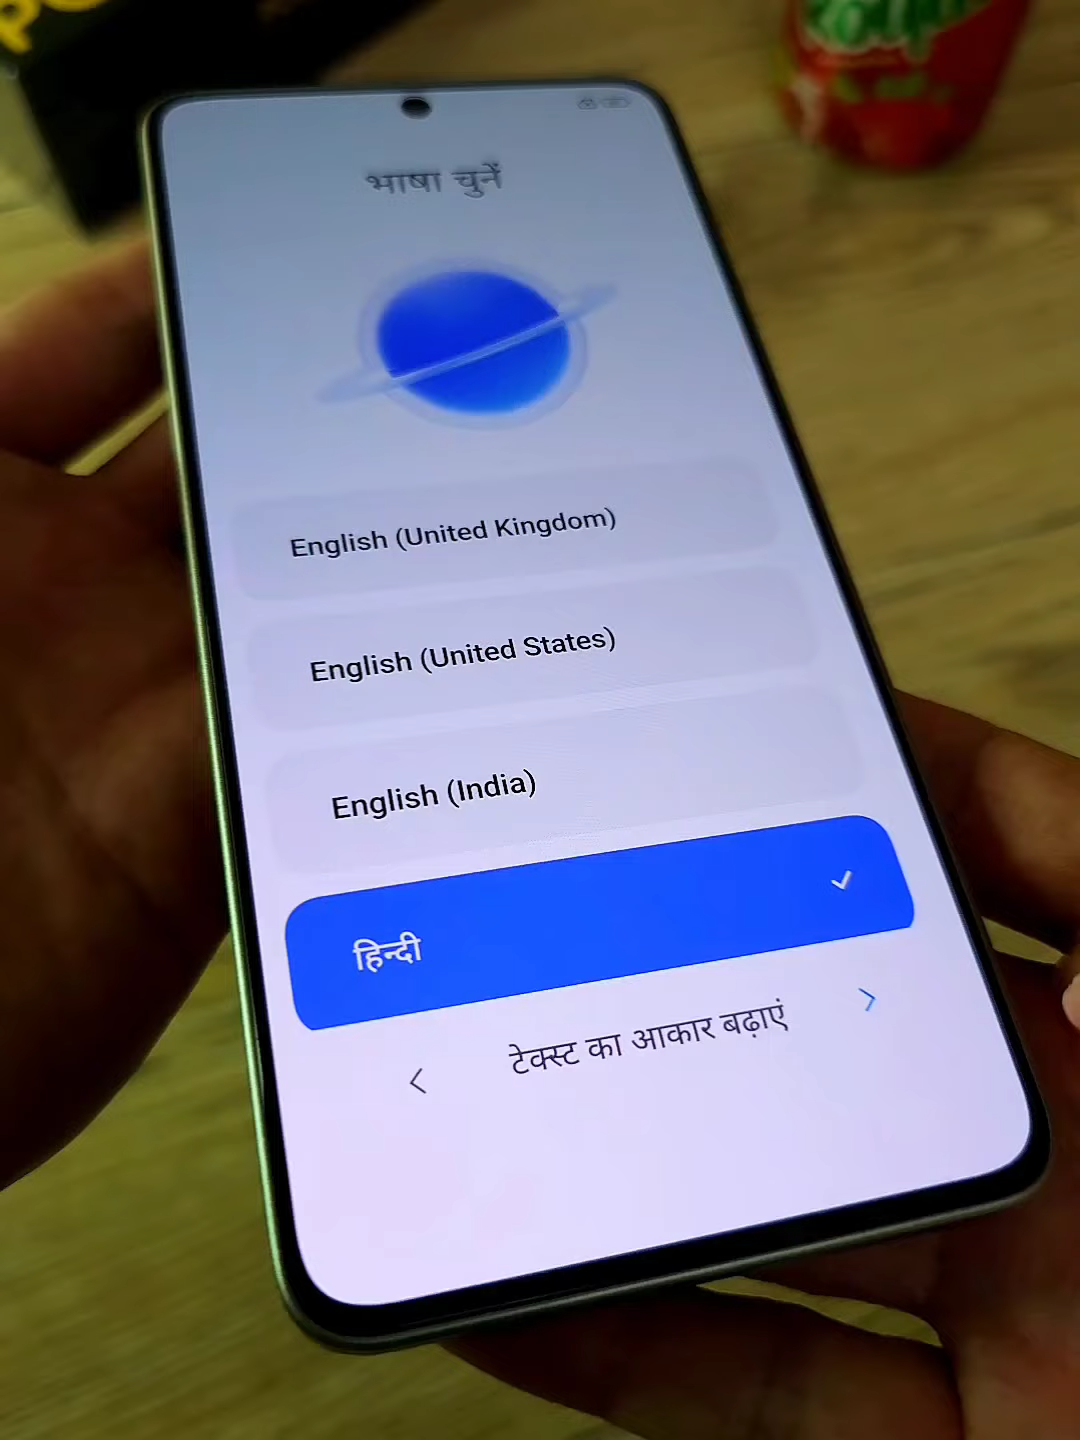 भाषा चुनें
English (United Kingdom)
English (United States)
English (India)
हिन्दी
टेक्स्ट का आकार बढ़ाएं